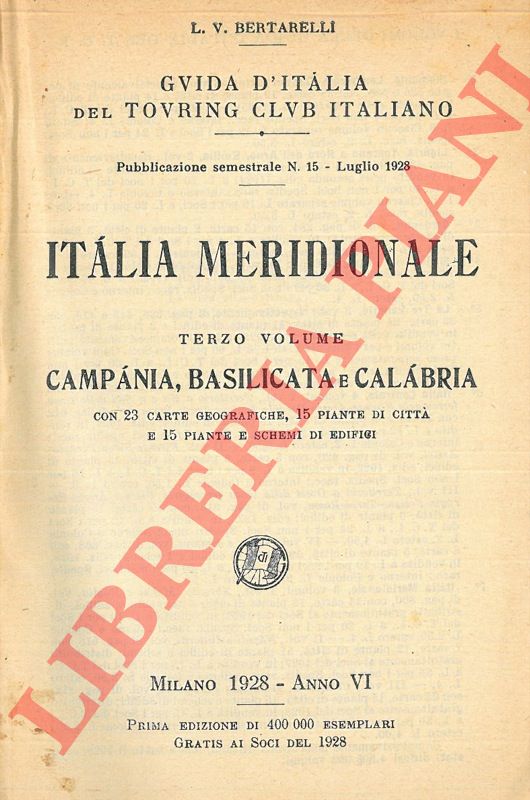 L. V. BERTARELLI
GVIDA D'ITÁLIA
DEL TOVRING CLVB ITALIANO
Pubblicazione semestrale N. 15 - Luglio 1928
ITÁLIA MERIDIONALE
TERZO VOLUME
CAMPÁNIA, BASILICATA E CALÁBRIA
CON 23 CARTE GEOGRAFICHE, 15 PIANTE DI CITTÀ
E 15 PIANTE E SCHEMI DI EDIFICI
MILANO 1928 - ANNO VI
PRIMA EDIZIONE DI 400 000 ESEMPLARI
GRATIS AI SOCI DEL 1928
LIBRERIA PIANI